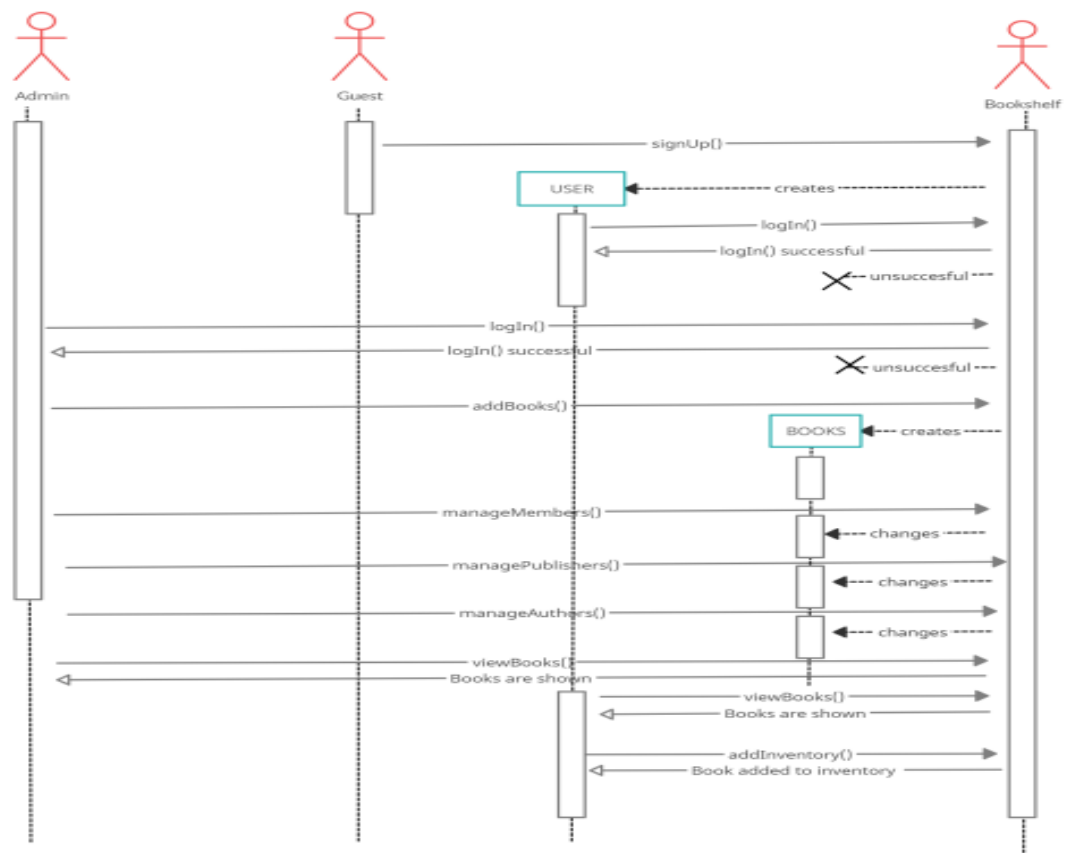 Admin
Guest
Bookshelf
signUp()
USER
creates
logIn()
logIn() successful
unsuccesful
logIn()
logIn() successful
unsuccesful
addBooks()
BOOKS
creates
manageMembers()
changes
managePublishers()
changes
manageAuthors()
changes
viewBooks()
Books are shown
viewBooks()
Books are shown
addInventory()
Book added to inventory